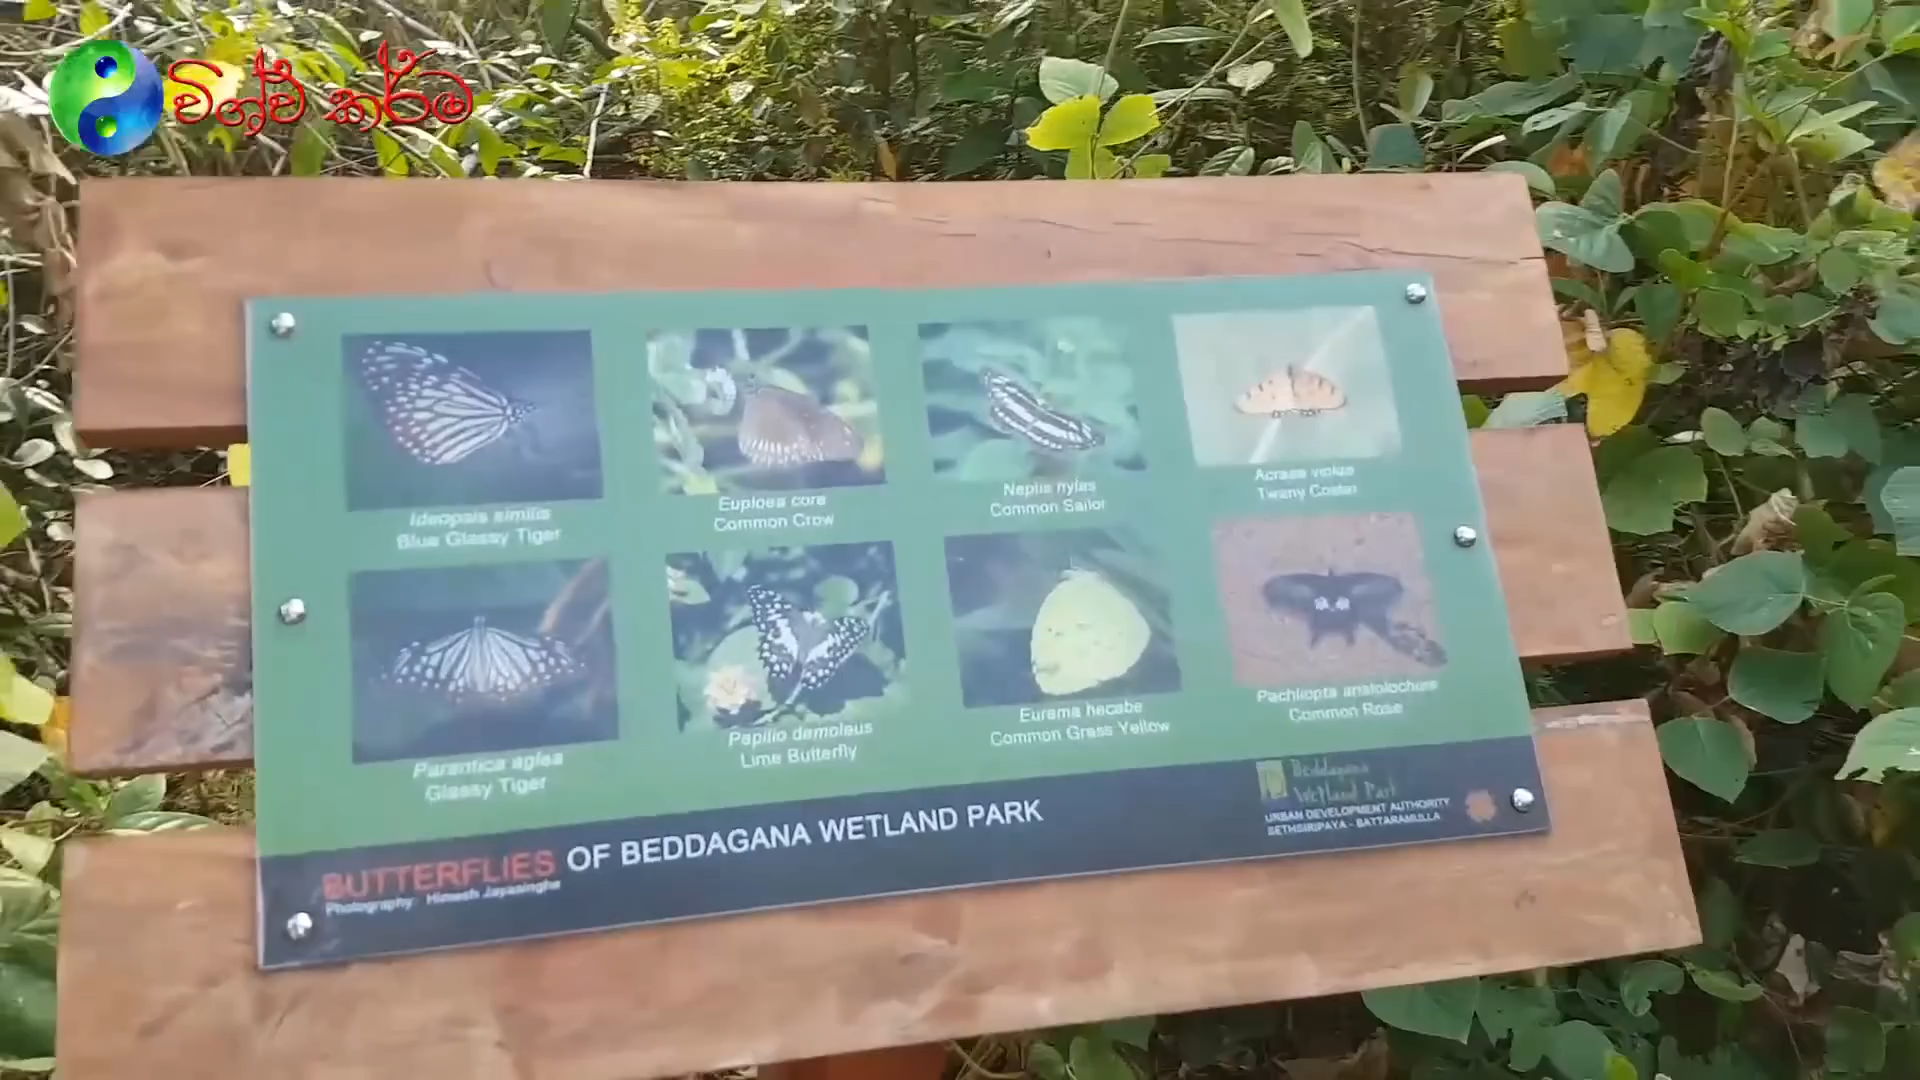 විශ්ව කර්ම
Ideopsis similis
Blue Glassy Tiger
Euploea core
Common Crow
Neptis hylas
Common Sailor
Acraea violae
Twany Coster
Parantica aglea
Glassy Tiger
Papilio demoleus
Lime Butterfly
Eurema hecabe
Common Grass Yellow
Pachliopta aristolochiae
Common Rose
BUTTERFLIES OF BEDDAGANA WETLAND PARK
Photography: Himesh Jayasinghe
Beddagana
Wetland Park
URBAN DEVELOPMENT AUTHORITY
SETHSIRIPAYA - BATTARAMULLA